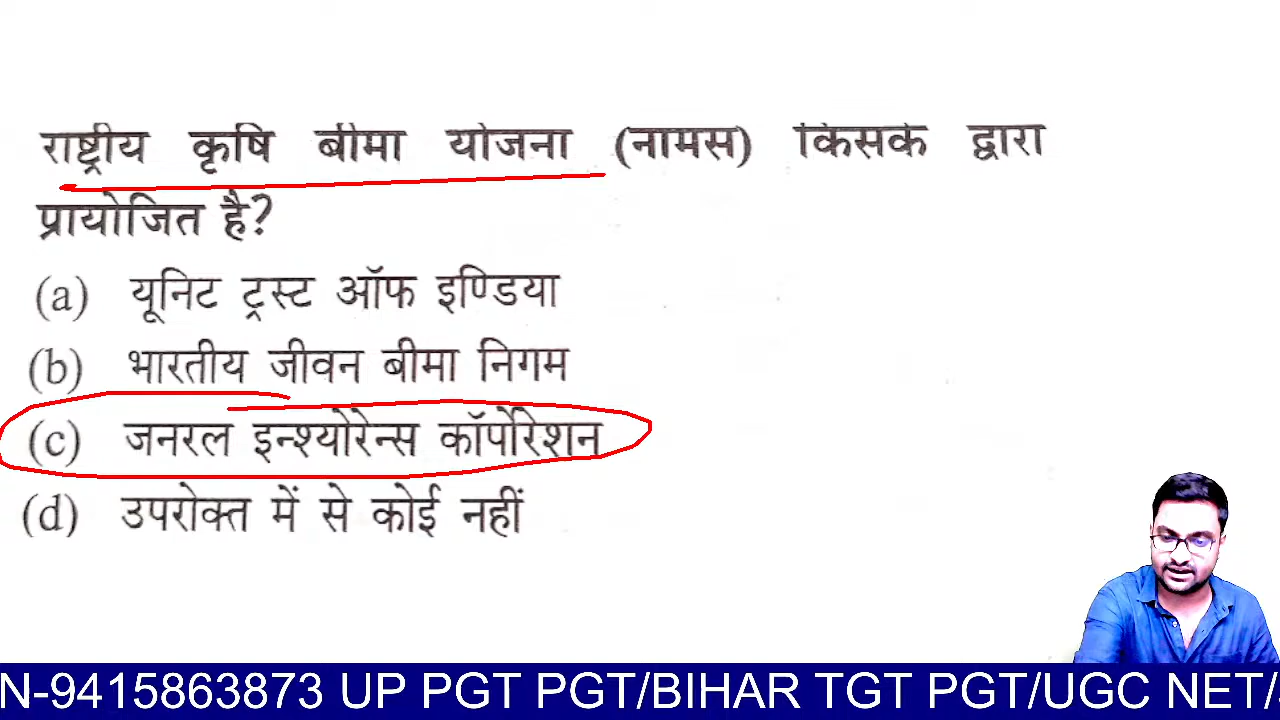 राष्ट्रीय कृषि बीमा योजना (नामस) किसके द्वारा
प्रायोजित है?
(a) यूनिट ट्रस्ट ऑफ इण्डिया
(b) भारतीय जीवन बीमा निगम
(c) जनरल इन्श्योरेन्स कॉर्पोरेशन
(d) उपरोक्त में से कोई नहीं
N-9415863873 UP PGT PGT/BIHAR TGT PGT/UGC NET/